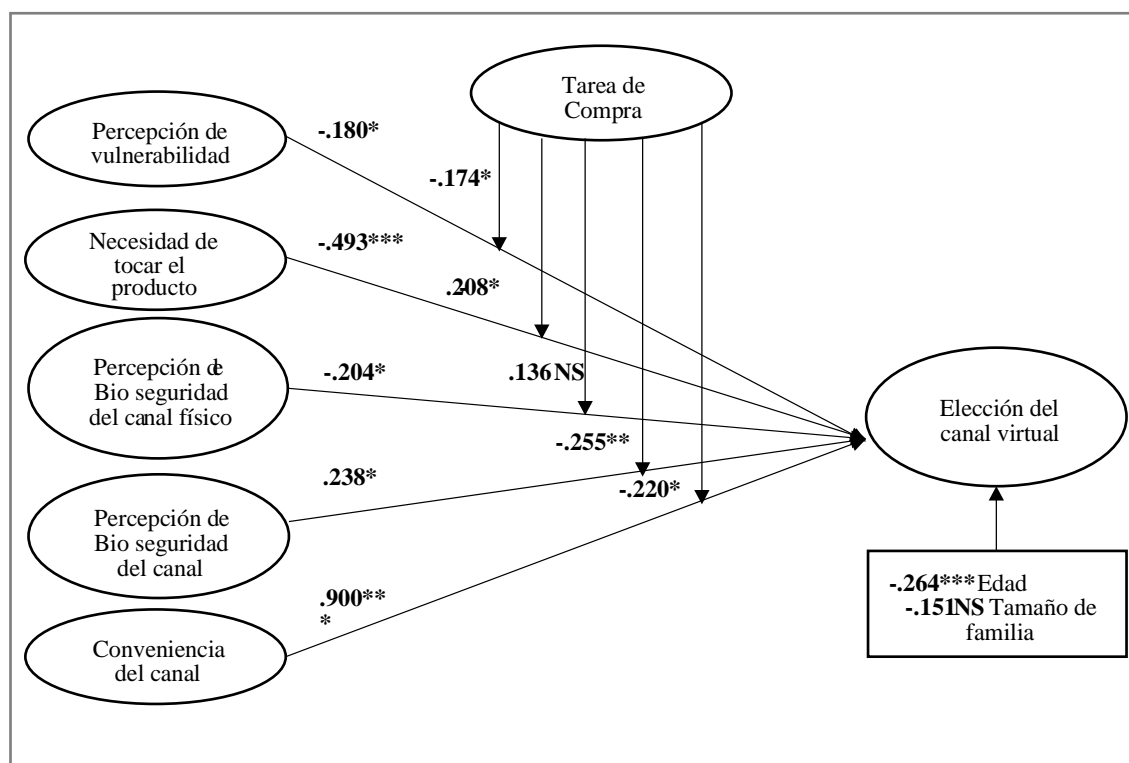 Tarea de
Compra
Percepción de
vulnerabilidad
-.180*
-.174*
Necesidad de
tocar el
producto
-.493***
-.208*
Percepción de
Bio seguridad
del canal físico
-.204*
.136 NS
Elección del
canal virtual
-.255**
.238*
-.220*
Percepción de
Bio seguridad
del canal
.900**
*
Conveniencia
del canal
-.264*** Edad
-.151NS Tamaño de
familia